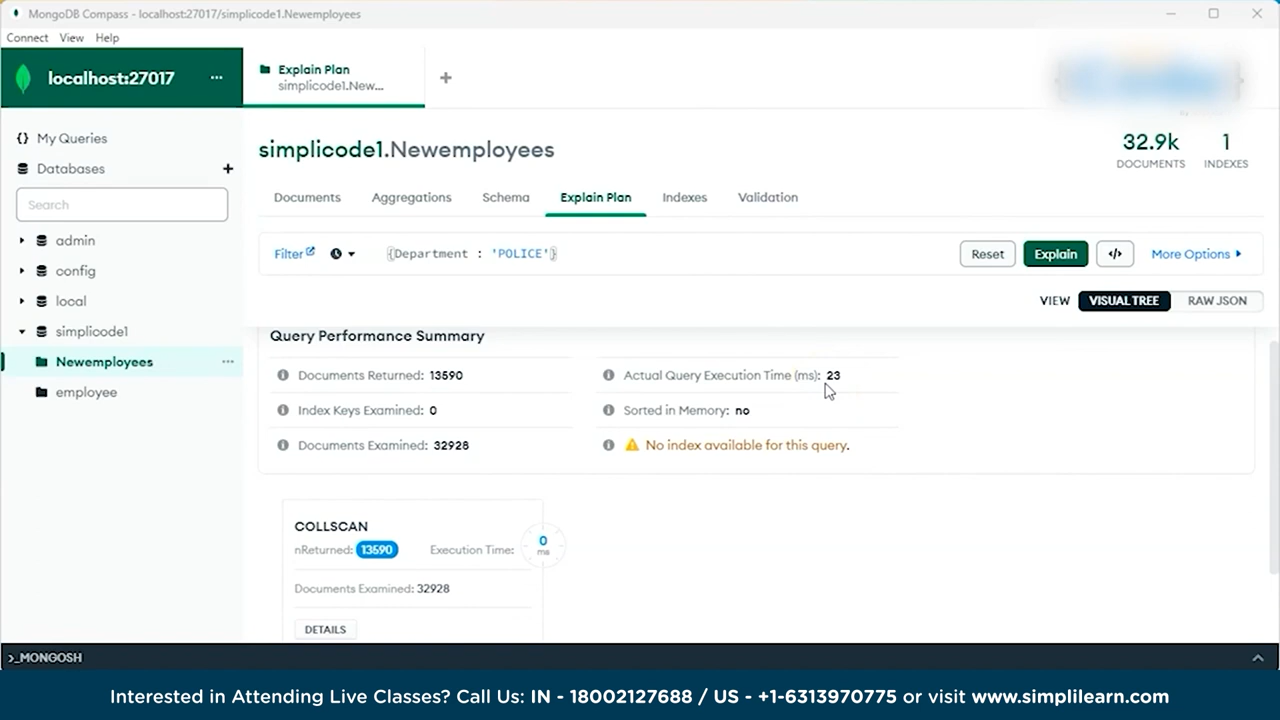 MongoDB Compass - localhost:27017/simplicode1.Newemployees
Connect View Help
localhost:27017 ...
Explain Plan
simplicode1.New...
+
{} My Queries
Databases +
Search
admin
config
local
simplicode1
Newemployees ...
employee
simplicode1.Newemployees
32.9k
DOCUMENTS
1
INDEXES
Documents Aggregations Schema Explain Plan Indexes Validation
Filter {Department : 'POLICE'} Reset Explain </> More Options
VIEW VISUAL TREE RAW JSON
Query Performance Summary
Documents Returned: 13590
Actual Query Execution Time (ms): 23
Index Keys Examined: 0
Sorted in Memory: no
Documents Examined: 32928
No index available for this query.
COLLSCAN
nReturned: 13590 Execution Time: 0 ms
Documents Examined: 32928
DETAILS
>_MONGOSH
Interested in Attending Live Classes? Call Us: IN - 18002127688 / US - +1-6313970775 or visit www.simplilearn.com